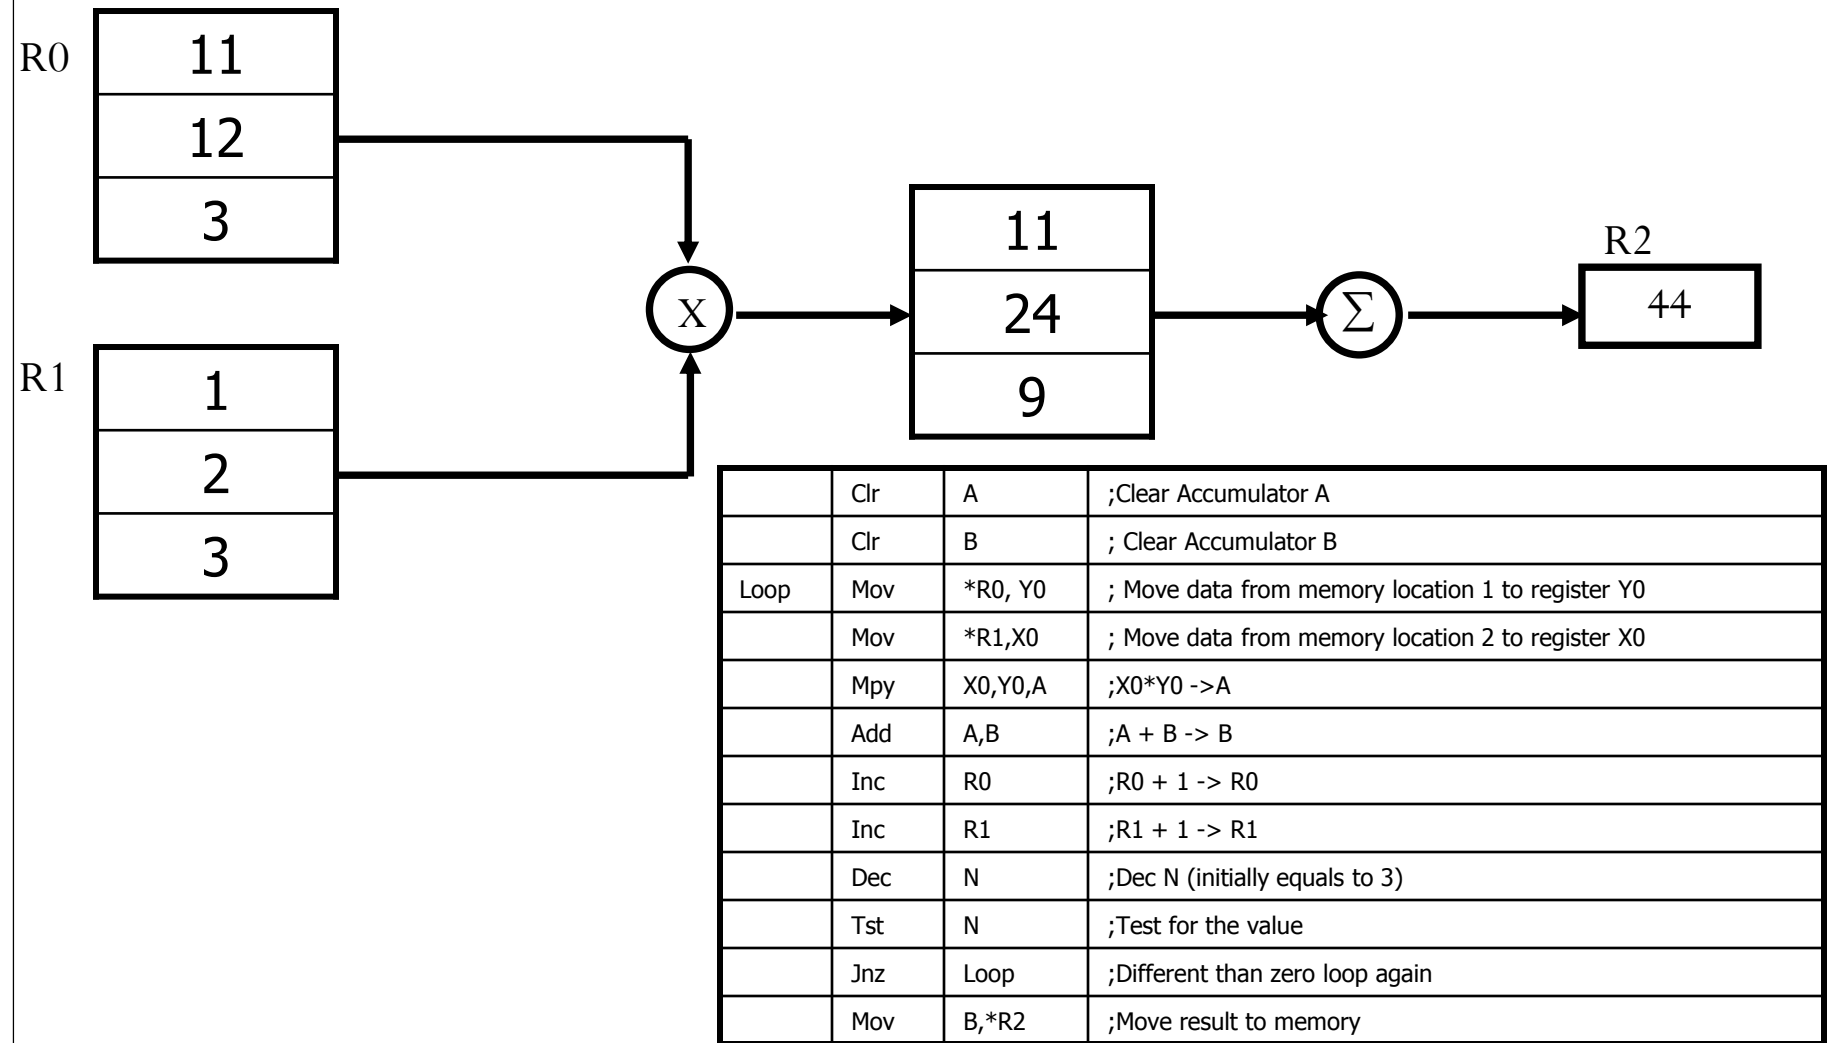 R0
11
12
3
R1
1
2
3
X
11
24
9
∑
R2
44
Clr A ;Clear Accumulator A
Clr B ; Clear Accumulator B
Loop Mov *R0, Y0 ; Move data from memory location 1 to register Y0
Mov *R1,X0 ; Move data from memory location 2 to register X0
Mpy X0,Y0,A ;X0*Y0 ->A
Add A,B ;A + B -> B
Inc R0 ;R0 + 1 -> R0
Inc R1 ;R1 + 1 -> R1
Dec N ;Dec N (initially equals to 3)
Tst N ;Test for the value
Jnz Loop ;Different than zero loop again
Mov B,*R2 ;Move result to memory